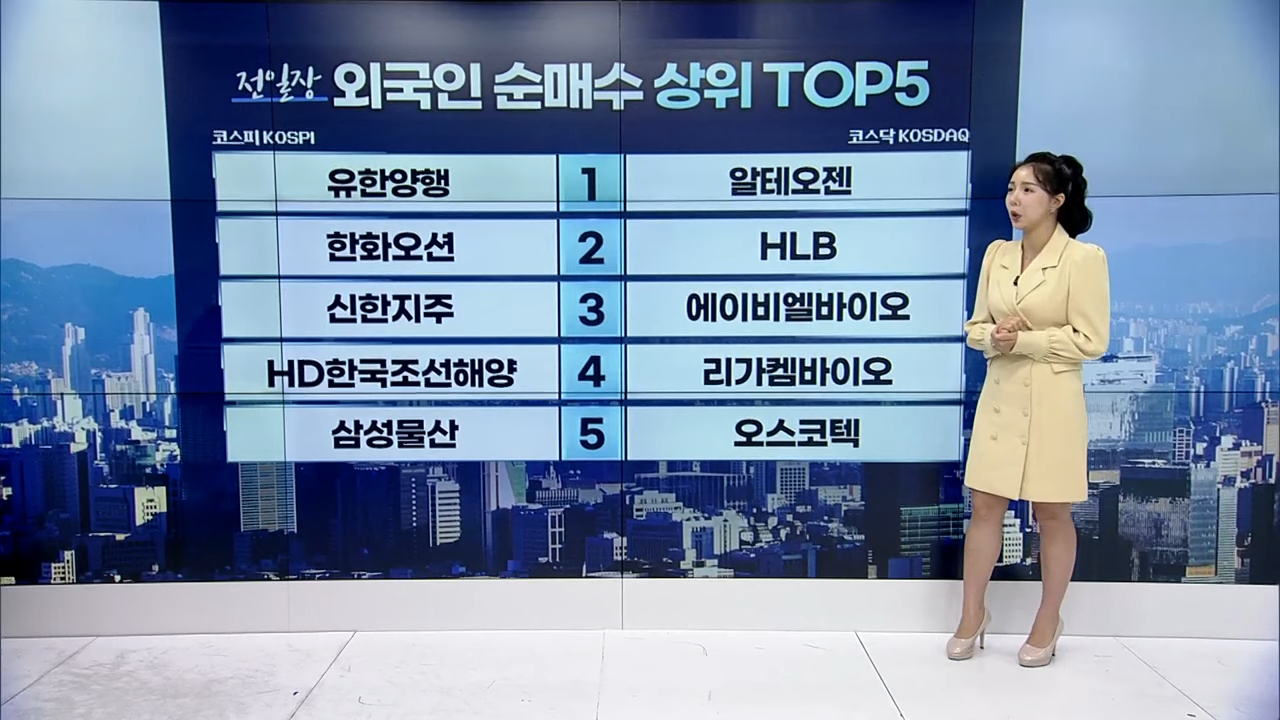 전일장 외국인 순매수 상위 TOP5
코스피 KOSPI 코스닥 KOSDAQ
유한양행 1 알테오젠
한화오션 2 HLB
신한지주 3 에이비엘바이오
HD한국조선해양 4 리가켐바이오
삼성물산 5 오스코텍